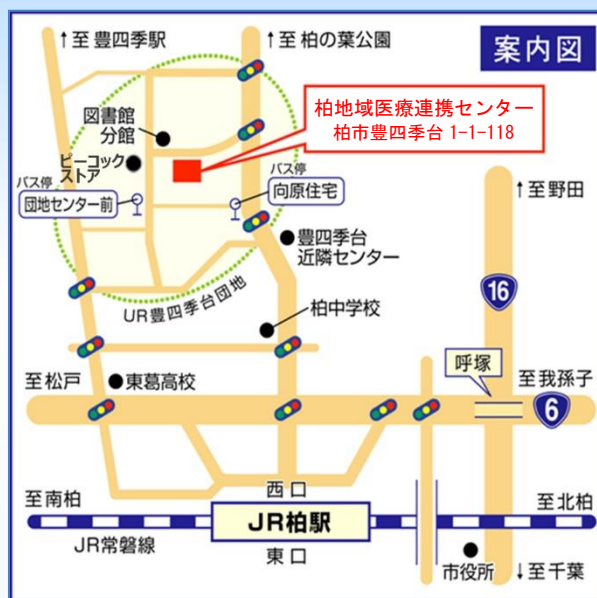 ↑至 豊四季駅
↑至 柏の葉公園
案内図
柏地域医療連携センター
柏市豊四季台 1-1-118
図書館
分館
ピーコック
ストア
バス停
団地センター前
バス停
向原住宅
↑至野田
豊四季台
近隣センター
UR豊四季台団地
16
柏中学校
呼塚
至松戸
東葛高校
至我孫子
6
西口
至南柏
JR柏駅
至北柏
JR常磐線
東口
市役所
↓至千葉